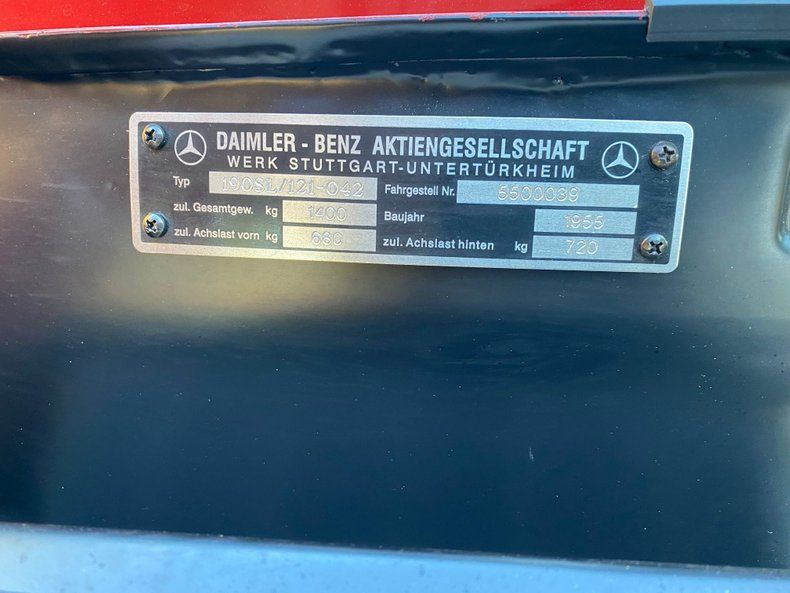 DAIMLER - BENZ AKTIENGESELLSCHAFT
WERK STUTTGART-UNTERTÜRKHEIM
Typ 190SL/121-042 Fahrgestell Nr. 5500039
zul. Gesamtgew. kg 1400 Baujahr 1955
zul. Achslast vorn kg 680 zul. Achslast hinten kg 720